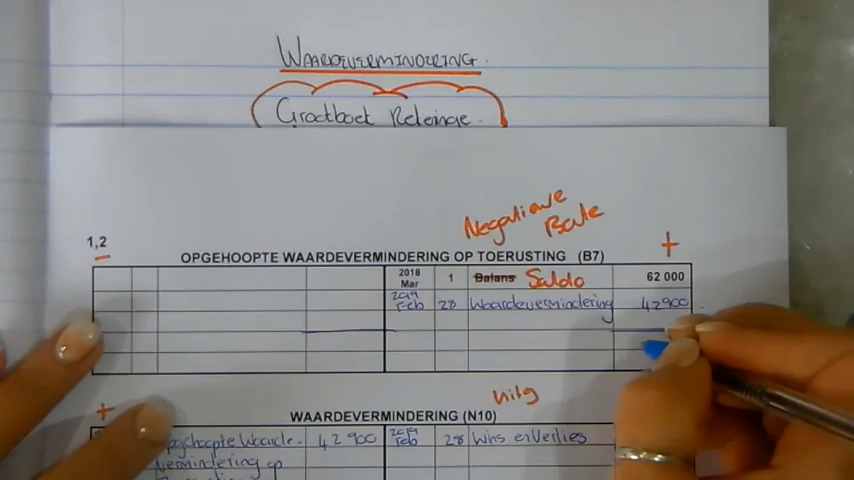 WAARDEVERMINDERING.
Grootboek Rekeninge.
Negatiewe
Bate
1,2
+
OPGEHOOPTE WAARDEVERMINDERING OP TOERUSTING (B7)
2018 Mar 1 Balans Saldo 62 000
2019 Feb 28 Waardevermindering 42900
+
uitg
WAARDEVERMINDERING (N10)
Opgehoopte Waarde- 42 900 2019 Feb 28 Wins en Verlies
Vermindering op